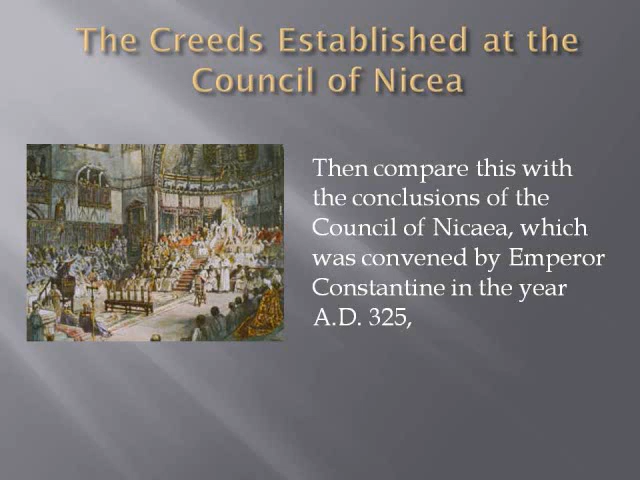 The Creeds Established at the
Council of Nicea
Then compare this with
the conclusions of the
Council of Nicaea, which
was convened by Emperor
Constantine in the year
A.D. 325,